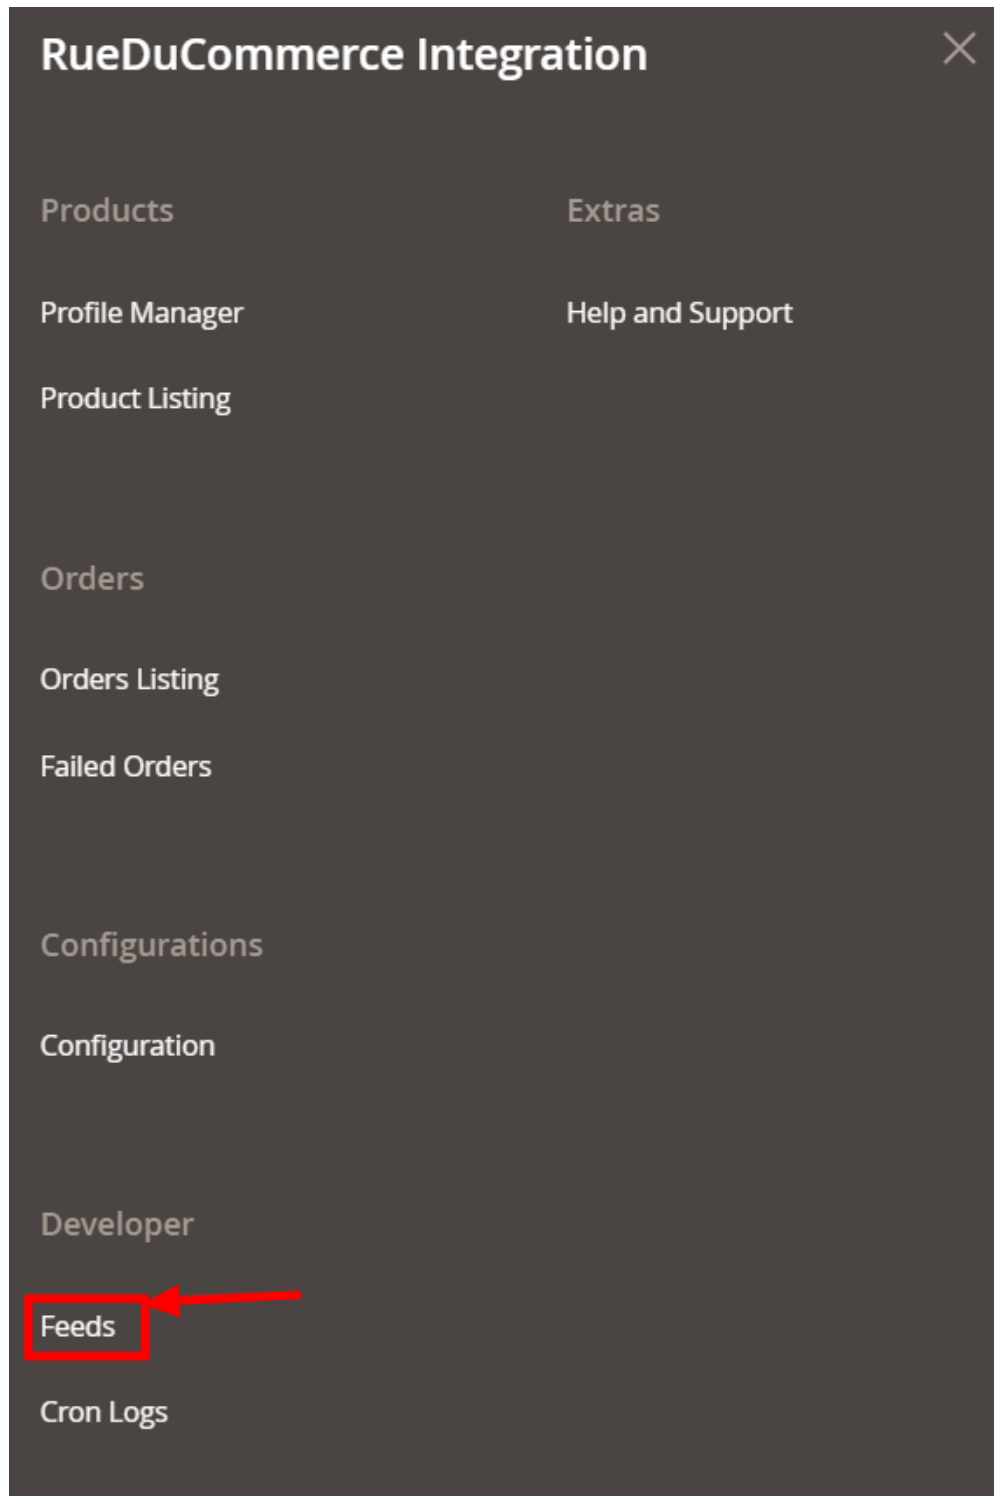 RueDuCommerce Integration
Products
Profile Manager
Product Listing
Extras
Help and Support
Orders
Orders Listing
Failed Orders
Configurations
Configuration
Developer
Feeds
Cron Logs